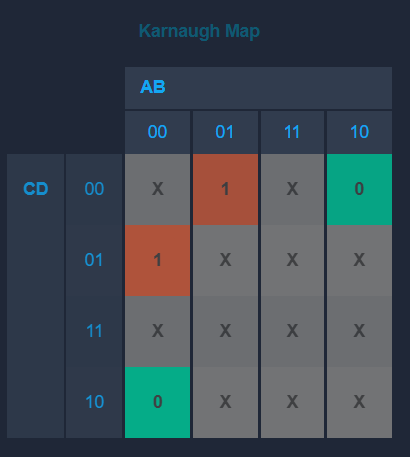 Karnaugh Map
AB
00 01 11 10
CD 00 X 1 X 0
01 1 X X X
11 X X X X
10 0 X X X